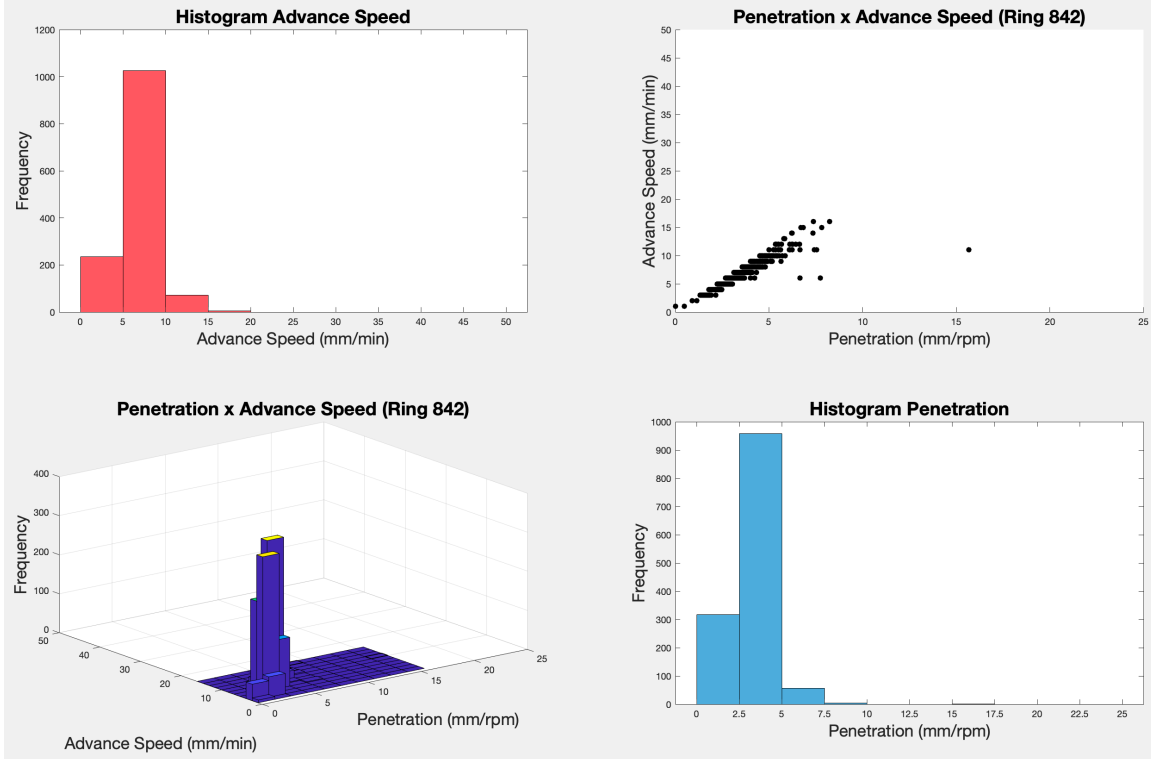 Histogram Advance Speed
1200
1000
800
600
400
200
0
Frequency
0 5 10 15 20 25 30 35 40 45 50
Advance Speed (mm/min)
Penetration x Advance Speed (Ring 842)
50
45
40
35
30
25
20
15
10
5
0
Advance Speed (mm/min)
0 5 10 15 20 25
Penetration (mm/rpm)
Penetration x Advance Speed (Ring 842)
400
300
200
100
0
Frequency
50
40
30
20
10
0
Advance Speed (mm/min)
0 5 10 15 20 25
Penetration (mm/rpm)
Histogram Penetration
1000
900
800
700
600
500
400
300
200
100
0
Frequency
0 2.5 5 7.5 10 12.5 15 17.5 20 22.5 25
Penetration (mm/rpm)